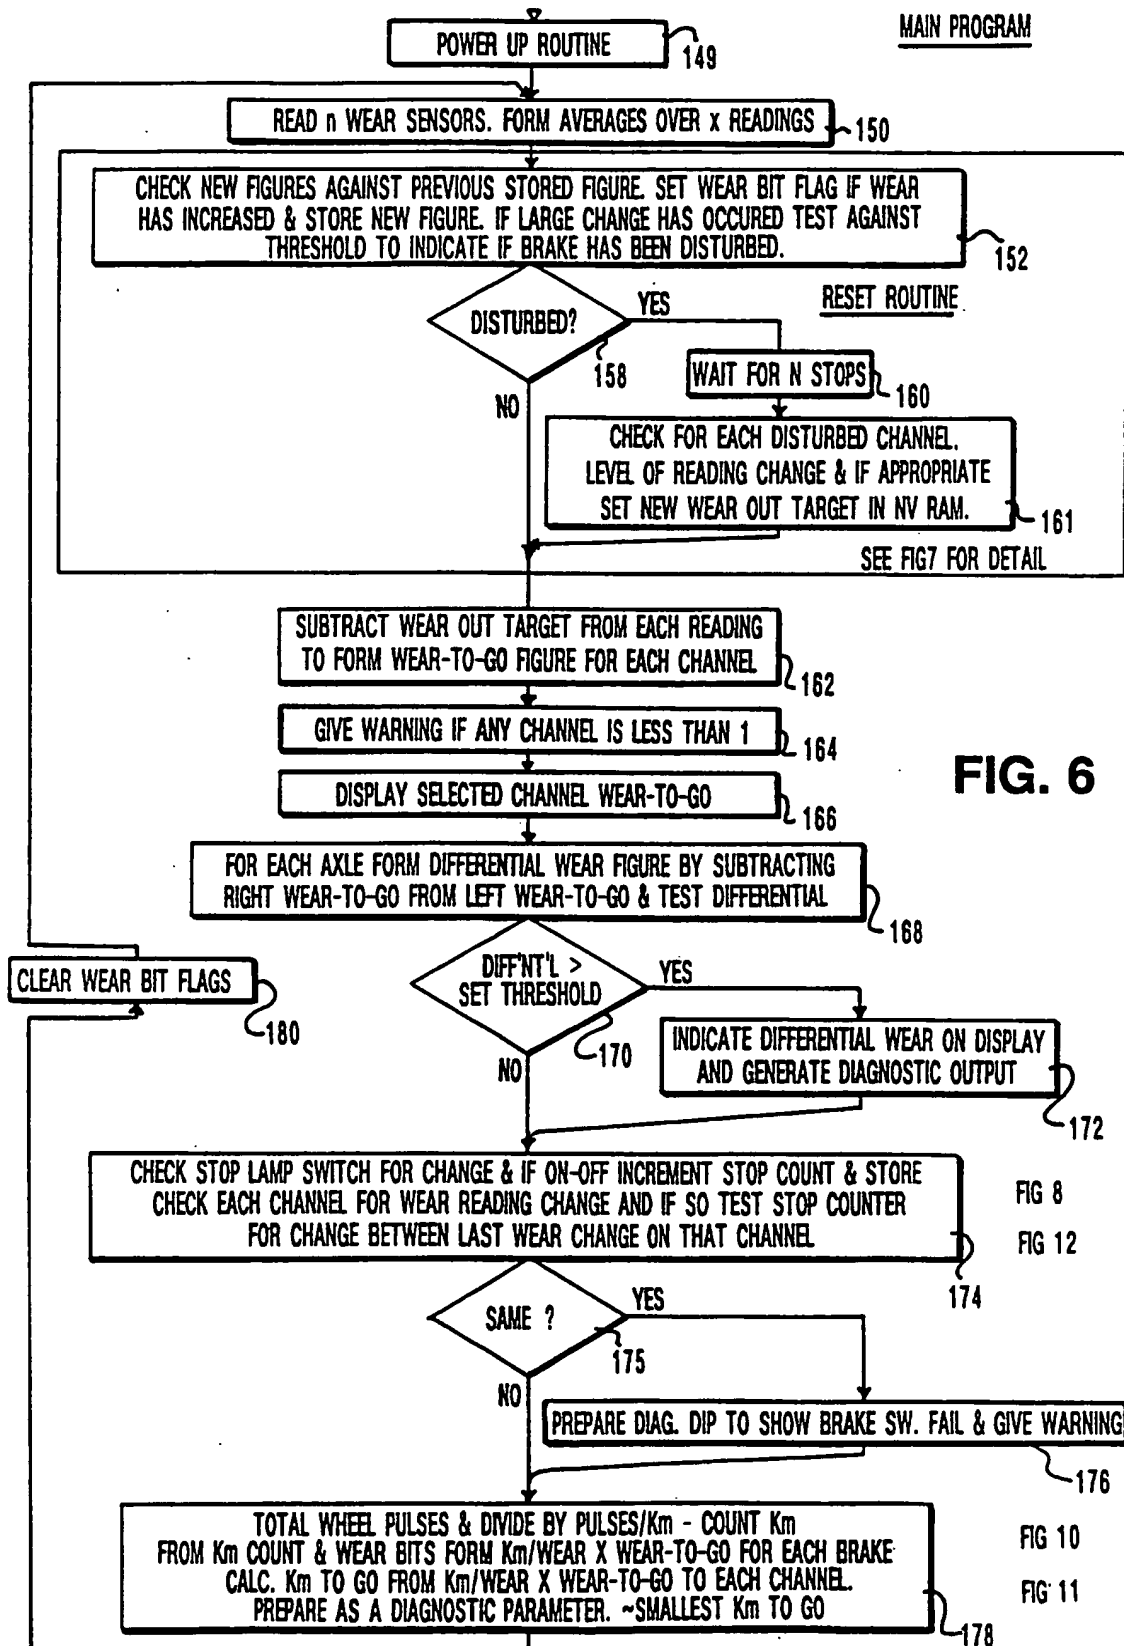 MAIN PROGRAM
POWER UP ROUTINE
149
READ n WEAR SENSORS. FORM AVERAGES OVER x READINGS
150
CHECK NEW FIGURES AGAINST PREVIOUS STORED FIGURE. SET WEAR BIT FLAG IF WEAR
HAS INCREASED & STORE NEW FIGURE. IF LARGE CHANGE HAS OCCURED TEST AGAINST
THRESHOLD TO INDICATE IF BRAKE HAS BEEN DISTURBED.
152
RESET ROUTINE
DISTURBED?
YES
158
NO
WAIT FOR N STOPS
160
CHECK FOR EACH DISTURBED CHANNEL.
LEVEL OF READING CHANGE & IF APPROPRIATE
SET NEW WEAR OUT TARGET IN NV RAM.
161
SEE FIG7 FOR DETAIL
SUBTRACT WEAR OUT TARGET FROM EACH READING
TO FORM WEAR-TO-GO FIGURE FOR EACH CHANNEL
162
GIVE WARNING IF ANY CHANNEL IS LESS THAN 1
164
FIG. 6
DISPLAY SELECTED CHANNEL WEAR-TO-GO
166
FOR EACH AXLE FORM DIFFERENTIAL WEAR FIGURE BY SUBTRACTING
RIGHT WEAR-TO-GO FROM LEFT WEAR-TO-GO & TEST DIFFERENTIAL
168
CLEAR WEAR BIT FLAGS
180
DIFF'NT'L >
SET THRESHOLD
YES
170
NO
INDICATE DIFFERENTIAL WEAR ON DISPLAY
AND GENERATE DIAGNOSTIC OUTPUT
172
CHECK STOP LAMP SWITCH FOR CHANGE & IF ON-OFF INCREMENT STOP COUNT & STORE
CHECK EACH CHANNEL FOR WEAR READING CHANGE AND IF SO TEST STOP COUNTER
FOR CHANGE BETWEEN LAST WEAR CHANGE ON THAT CHANNEL
FIG 8
FIG 12
174
SAME ?
YES
175
NO
PREPARE DIAG. DIP TO SHOW BRAKE SW. FAIL & GIVE WARNING
176
TOTAL WHEEL PULSES & DIVIDE BY PULSES/Km - COUNT Km
FROM Km COUNT & WEAR BITS FORM Km/WEAR X WEAR-TO-GO FOR EACH BRAKE
CALC. Km TO GO FROM Km/WEAR X WEAR-TO-GO TO EACH CHANNEL.
PREPARE AS A DIAGNOSTIC PARAMETER. ~SMALLEST Km TO GO
FIG 10
FIG 11
178